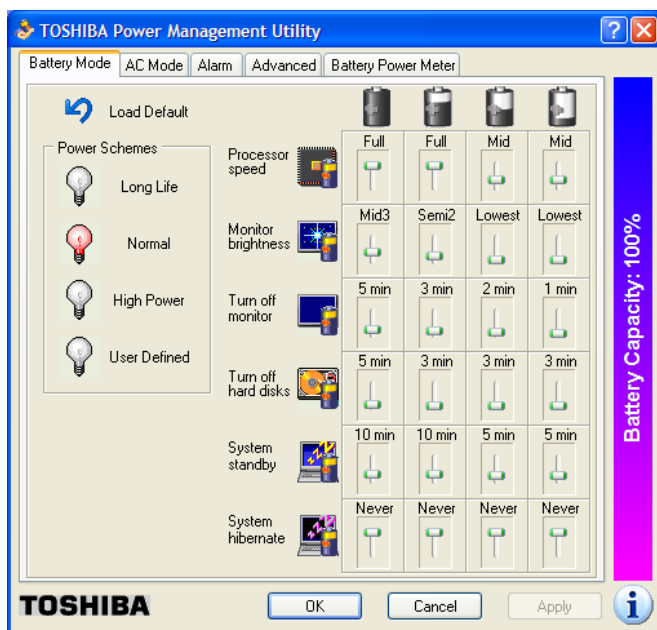 TOSHIBA Power Management Utility
Battery Mode
AC Mode
Alarm
Advanced
Battery Power Meter
Load Default
Power Schemes
Long Life
Normal
High Power
User Defined
Processor
speed
Full
Full
Mid
Mid
Monitor
brightness
Mid3
Semi2
Lowest
Lowest
Turn off
monitor
5 min
3 min
2 min
1 min
Turn off
hard disks
5 min
3 min
3 min
3 min
System
standby
10 min
10 min
5 min
5 min
System
hibernate
Never
Never
Never
Never
Battery Capacity: 100%
TOSHIBA
OK
Cancel
Apply